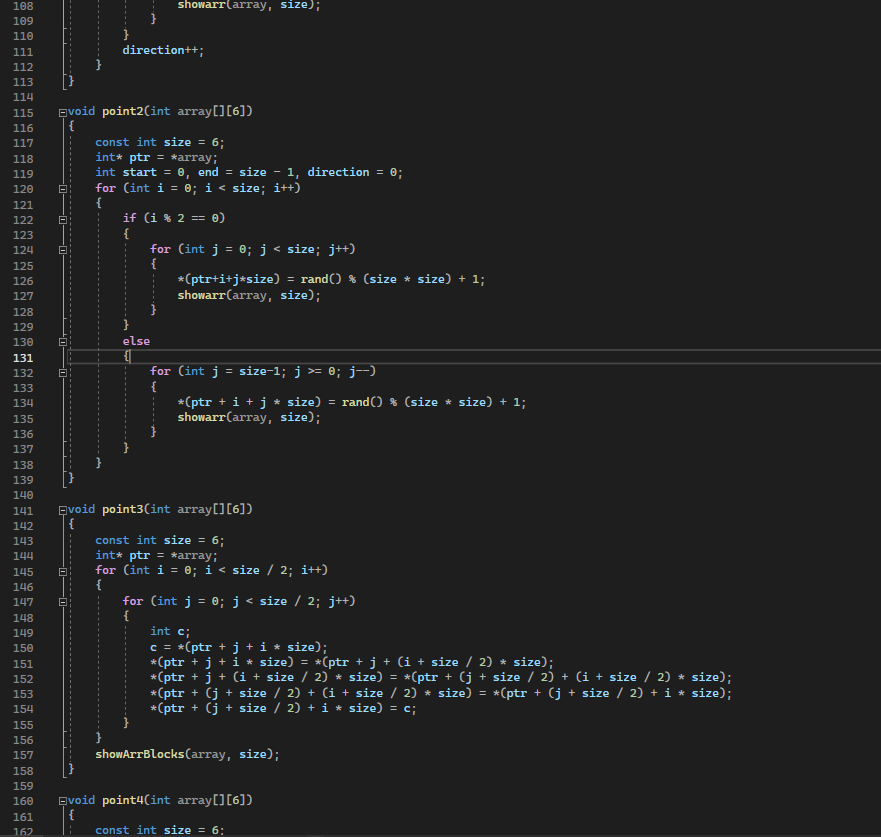 108 showarr(array, size);
109 }
110 }
111 direction++;
112 }
113 }
114
115 void point2(int array[][6])
116 {
117 const int size = 6;
118 int* ptr = *array;
119 int start = 0, end = size - 1, direction = 0;
120 for (int i = 0; i < size; i++)
121 {
122 if (i % 2 == 0)
123 {
124 for (int j = 0; j < size; j++)
125 {
126 *(ptr+i+j*size) = rand() % (size * size) + 1;
127 showarr(array, size);
128 }
129 }
130 else
131 {
132 for (int j = size-1; j >= 0; j--)
133 {
134 *(ptr + i + j * size) = rand() % (size * size) + 1;
135 showarr(array, size);
136 }
137 }
138 }
139 }
140
141 void point3(int array[][6])
142 {
143 const int size = 6;
144 int* ptr = *array;
145 for (int i = 0; i < size / 2; i++)
146 {
147 for (int j = 0; j < size / 2; j++)
148 {
149 int c;
150 c = *(ptr + j + i * size);
151 *(ptr + j + i * size) = *(ptr + j + (i + size / 2) * size);
152 *(ptr + j + (i + size / 2) * size) = *(ptr + (j + size / 2) + (i + size / 2) * size);
153 *(ptr + (j + size / 2) + (i + size / 2) * size) = *(ptr + (j + size / 2) + i * size);
154 *(ptr + (j + size / 2) + i * size) = c;
155 }
156 }
157 showArrBlocks(array, size);
158 }
159
160 void point4(int array[][6])
161 {
162 const int size = 6;